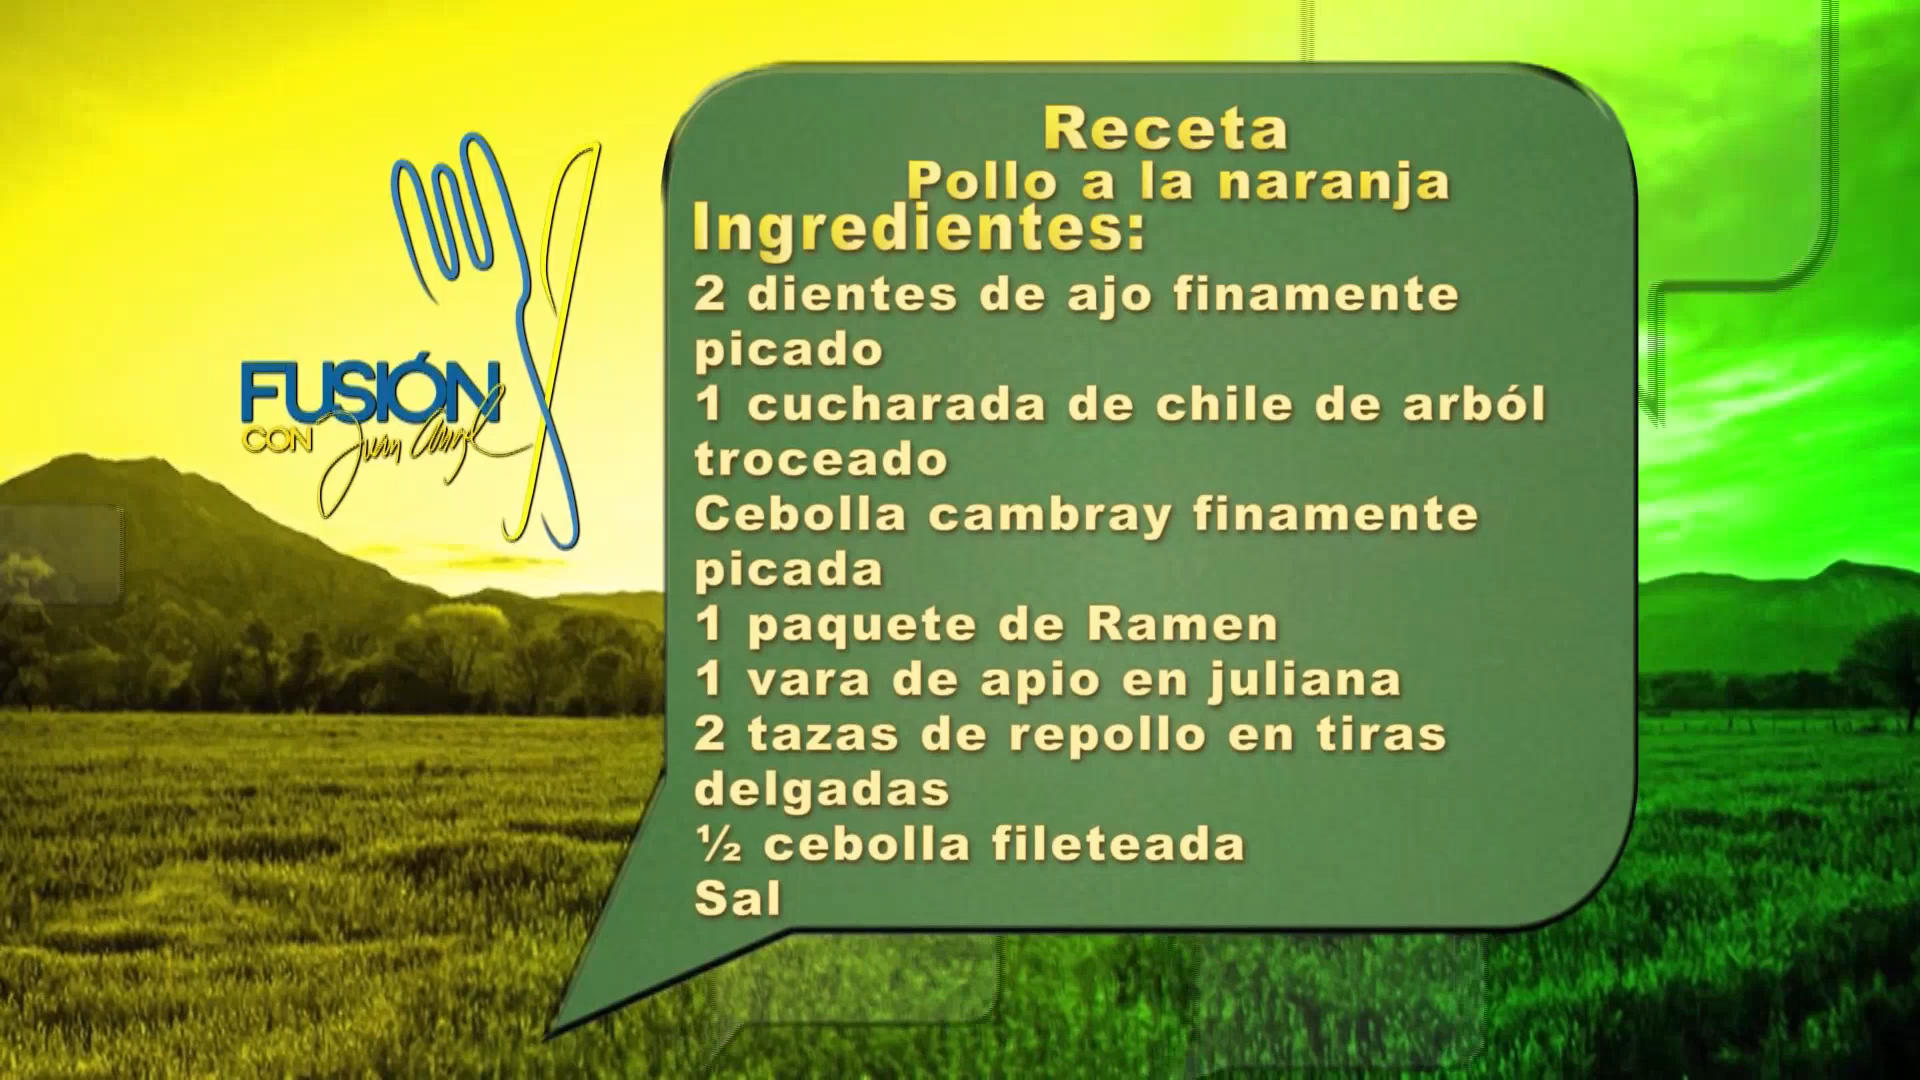 FUSIÓN
CON Juan Angel
Receta
Pollo a la naranja
Ingredientes:
2 dientes de ajo finamente
picado
1 cucharada de chile de arból
troceado
Cebolla cambray finamente
picada
1 paquete de Ramen
1 vara de apio en juliana
2 tazas de repollo en tiras
delgadas
½ cebolla fileteada
Sal